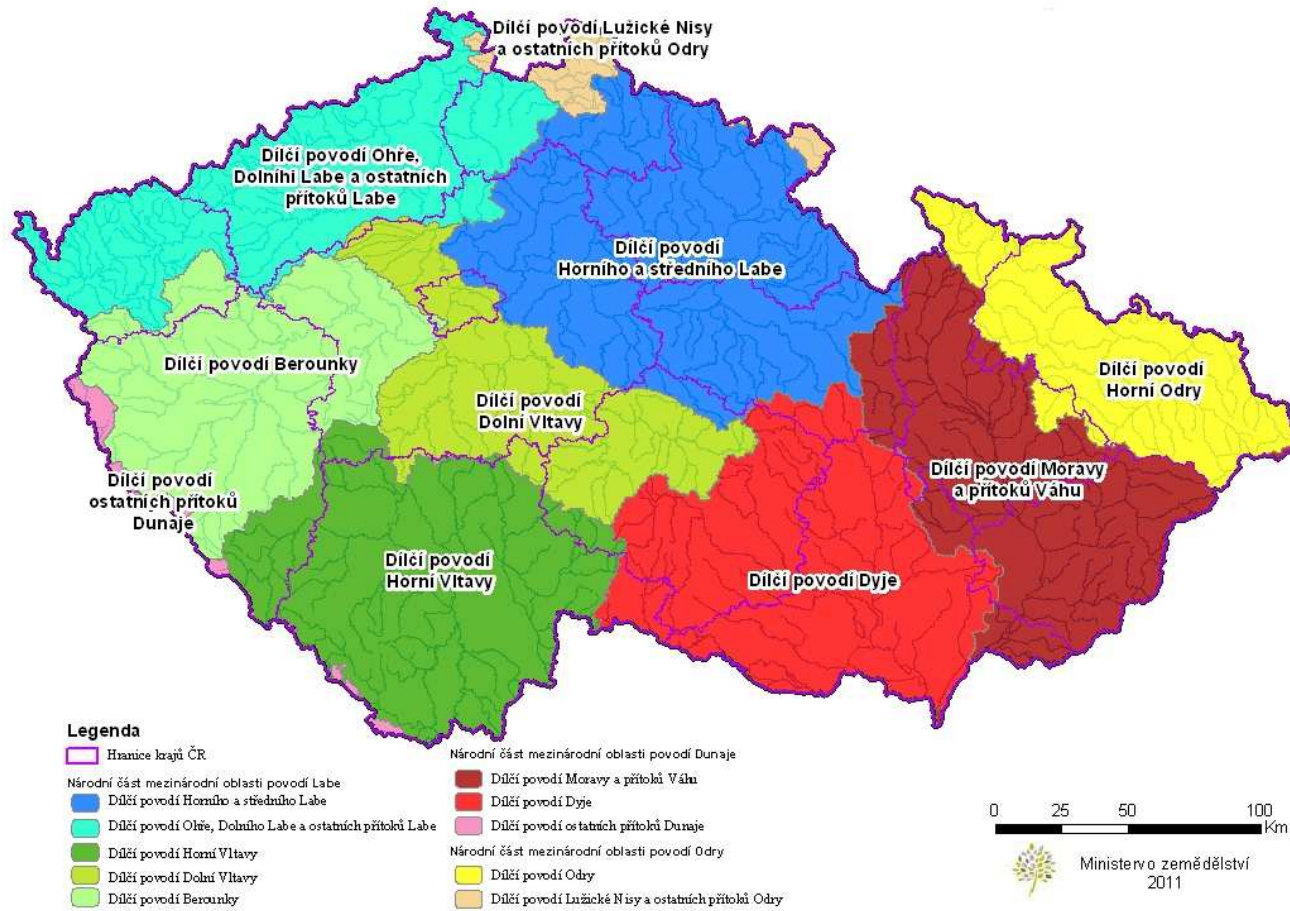 Dílčí povodí Lužické Nisy
a ostatních přítoků Odry
Dílčí povodí Ohře,
Dolníhi Labe a ostatních
přítoků Labe
Dílčí povodí
Horního a středního Labe
Dílčí povodí Berounky
Dílčí povodí
Horní Odry
Dílčí povodí
Dolní Vltavy
Dílčí povodí
ostatních přítoků
Dunaje
Dílčí povodí Moravy
a přítoků Váhu
Dílčí povodí
Horní Vltavy
Dílčí povodí Dyje
Legenda
Hranice krajů ČR
Národní část mezinárodní oblasti povodí Labe
Dílčí povodí Horního a středního Labe
Dílčí povodí Ohře, Dolního Labe a ostatních přítoků Labe
Dílčí povodí Horní Vltavy
Dílčí povodí Dolní Vltavy
Dílčí povodí Berounky
Národní část mezinárodní oblasti povodí Dunaje
Dílčí povodí Moravy a přítoků Váhu
Dílčí povodí Dyje
Dílčí povodí ostatních přítoků Dunaje
Národní část mezinárodní oblasti povodí Odry
Dílčí povodí Odry
Dílčí povodí Lužické Nisy a ostatních přítoků Odry
0 25 50 100
Km
Ministervo zemědělství
2011